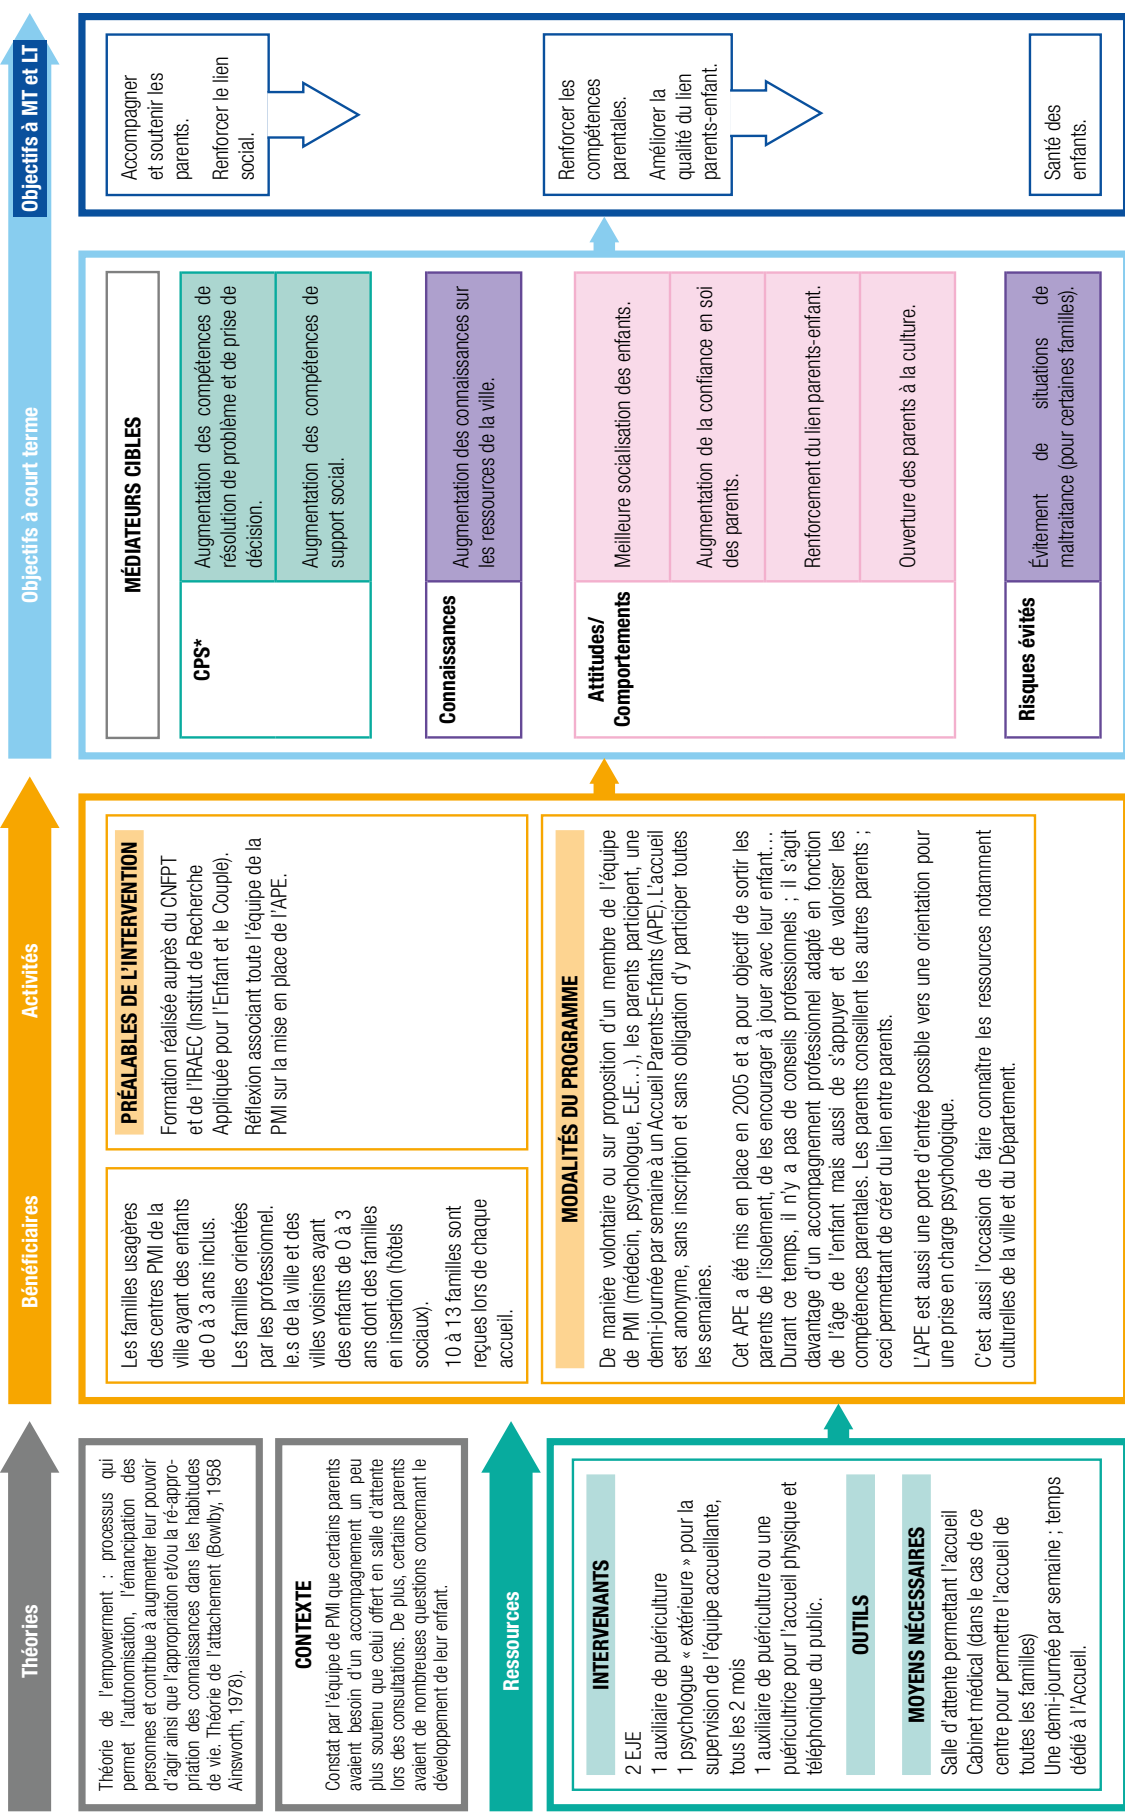 Théories
Théorie de l'empowerment : processus qui
permet l'autonomisation, l'émancipation des
personnes et contribue à augmenter leur pouvoir
d'agir ainsi que l'appropriation et/ou la ré-appro-
priation des connaissances dans les habitudes
de vie. Théorie de l'attachement (Bowlby, 1958
Ainsworth, 1978).
CONTEXTE
Constat par l'équipe de PMI que certains parents
avaient besoin d'un accompagnement un peu
plus soutenu que celui offert en salle d'attente
lors des consultations. De plus, certains parents
avaient de nombreuses questions concernant le
développement de leur enfant.
Ressources
INTERVENANTS
2 EJE
1 auxiliaire de puériculture
1 psychologue « extérieure » pour la
supervision de l'équipe accueillante,
tous les 2 mois
1 auxiliaire de puériculture ou une
puéricultrice pour l'accueil physique et
téléphonique du public.
OUTILS
MOYENS NÉCESSAIRES
Salle d'attente permettant l'accueil
Cabinet médical (dans le cas de ce
centre pour permettre l'accueil de
toutes les familles)
Une demi-journée par semaine ; temps
dédié à l'Accueil.
Bénéficiaires
Activités
Les familles usagères
des centres PMI de la
ville ayant des enfants
de 0 à 3 ans inclus.
Les familles orientées
par les professionnel.
le.s de la ville et des
villes voisines ayant
des enfants de 0 à 3
ans dont des familles
en insertion (hôtels
sociaux).
10 à 13 familles sont
reçues lors de chaque
accueil.
PRÉALABLES DE L'INTERVENTION
Formation réalisée auprès du CNFPT
et de l'IRAEC (Institut de Recherche
Appliquée pour l'Enfant et le Couple).
Réflexion associant toute l'équipe de la
PMI sur la mise en place de l'APE.
MODALITÉS DU PROGRAMME
De manière volontaire ou sur proposition d'un membre de l'équipe
de PMI (médecin, psychologue, EJE…), les parents participent, une
demi-journée par semaine à un Accueil Parents-Enfants (APE). L'accueil
est anonyme, sans inscription et sans obligation d'y participer toutes
les semaines.
Cet APE a été mis en place en 2005 et a pour objectif de sortir les
parents de l'isolement, de les encourager à jouer avec leur enfant…
Durant ce temps, il n'y a pas de conseils professionnels ; il s'agit
davantage d'un accompagnement professionnel adapté en fonction
de l'âge de l'enfant mais aussi de s'appuyer et de valoriser les
compétences parentales. Les parents conseillent les autres parents ;
ceci permettant de créer du lien entre parents.
L'APE est aussi une porte d'entrée possible vers une orientation pour
une prise en charge psychologique.
C'est aussi l'occasion de faire connaître les ressources notamment
culturelles de la ville et du Département.
Objectifs à court terme
MÉDIATEURS CIBLES
CPS*
Augmentation des compétences de
résolution de problème et de prise de
décision.
Augmentation des compétences de
support social.
Connaissances
Augmentation des connaissances sur
les ressources de la ville.
Attitudes/
Comportements
Meilleure socialisation des enfants.
Augmentation de la confiance en soi
des parents.
Renforcement du lien parents-enfant.
Ouverture des parents à la culture.
Risques évités
Évitement de situations de
maltraitance (pour certaines familles).
Objectifs à MT et LT
Accompagner
et soutenir les
parents.
Renforcer le lien
social.
Renforcer les
compétences
parentales.
Améliorer la
qualité du lien
parents-enfant.
Santé des
enfants.